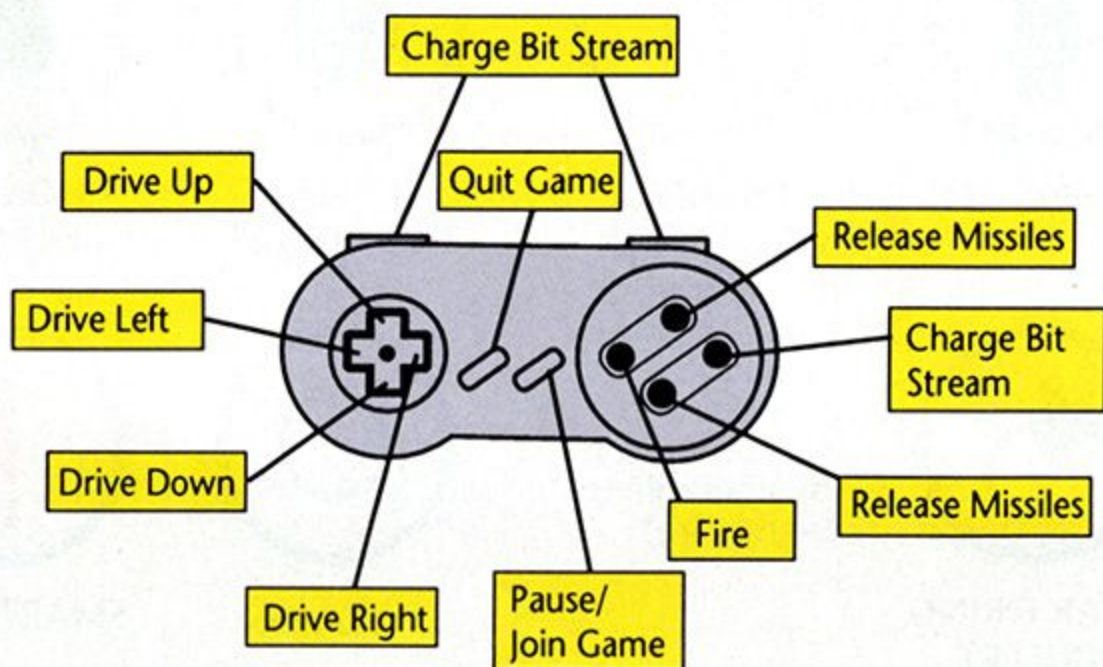 Charge Bit Stream
Drive Up
Quit Game
Release Missiles
Drive Left
Charge Bit
Stream
Drive Down
Release Missiles
Fire
Drive Right
Pause/
Join Game